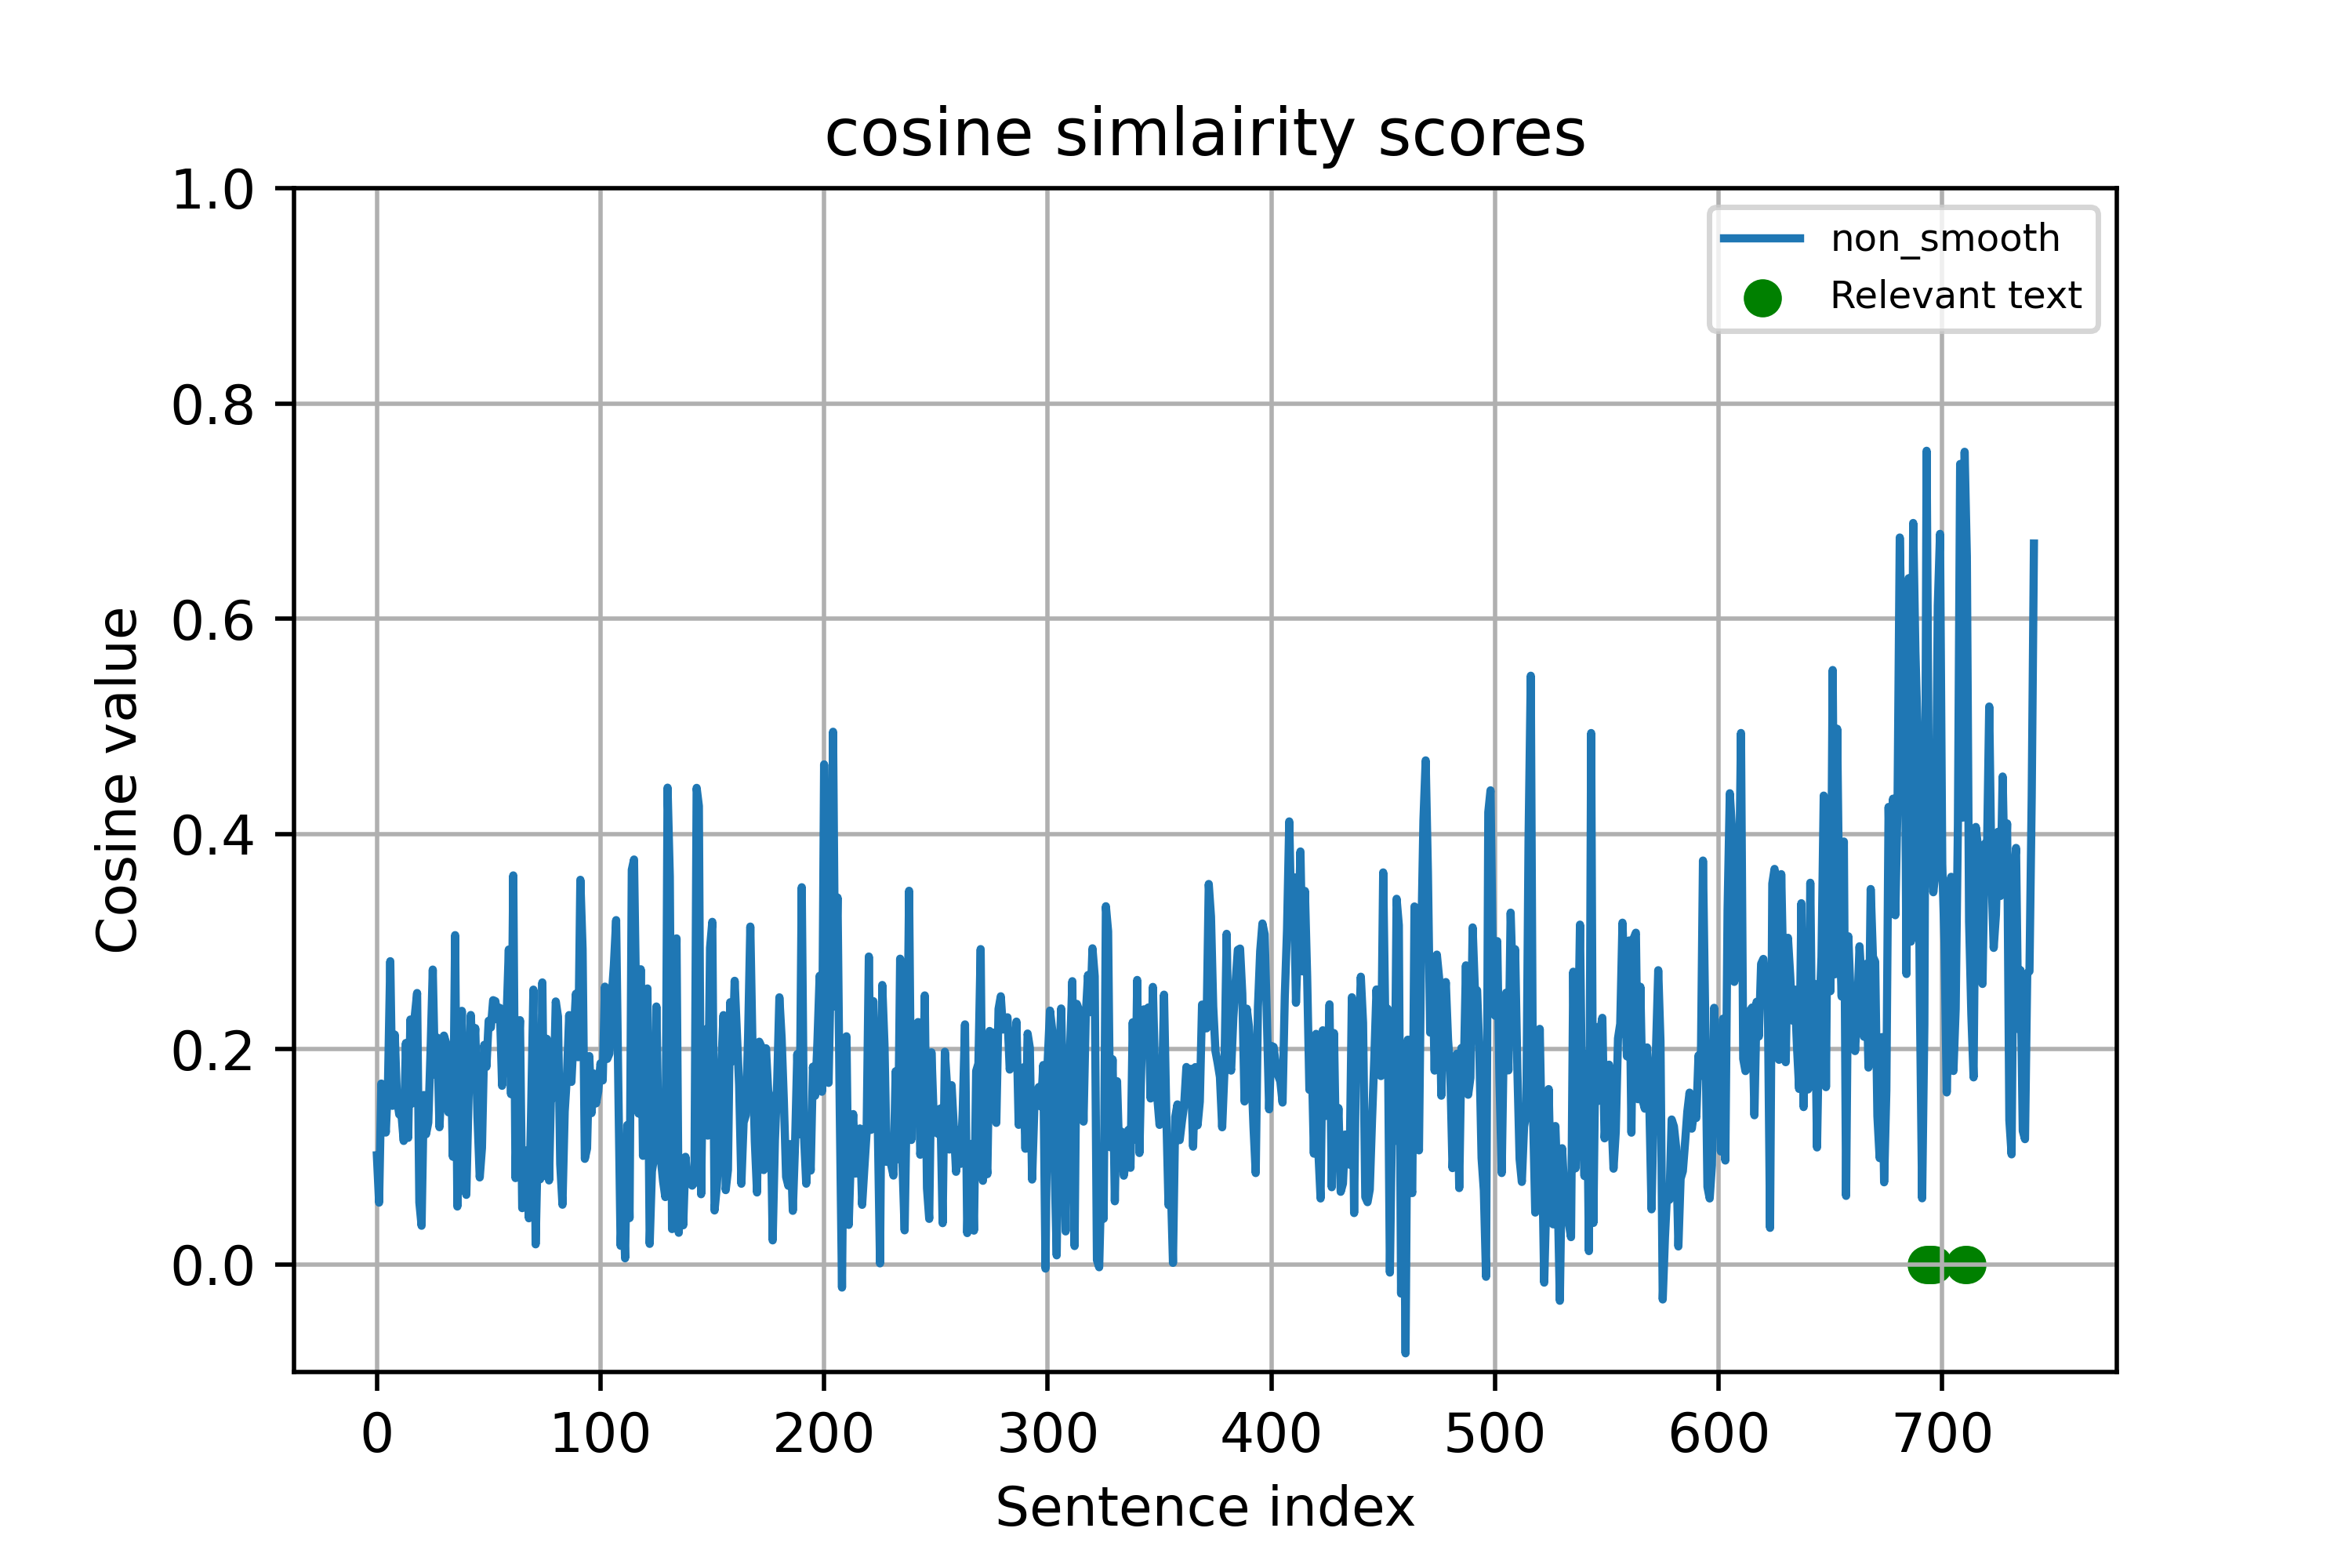 cosine simlairity scores
1.0
0.8
0.6
0.4
0.2
0.0
Cosine value
non_smooth
Relevant text
0 100 200 300 400 500 600 700
Sentence index